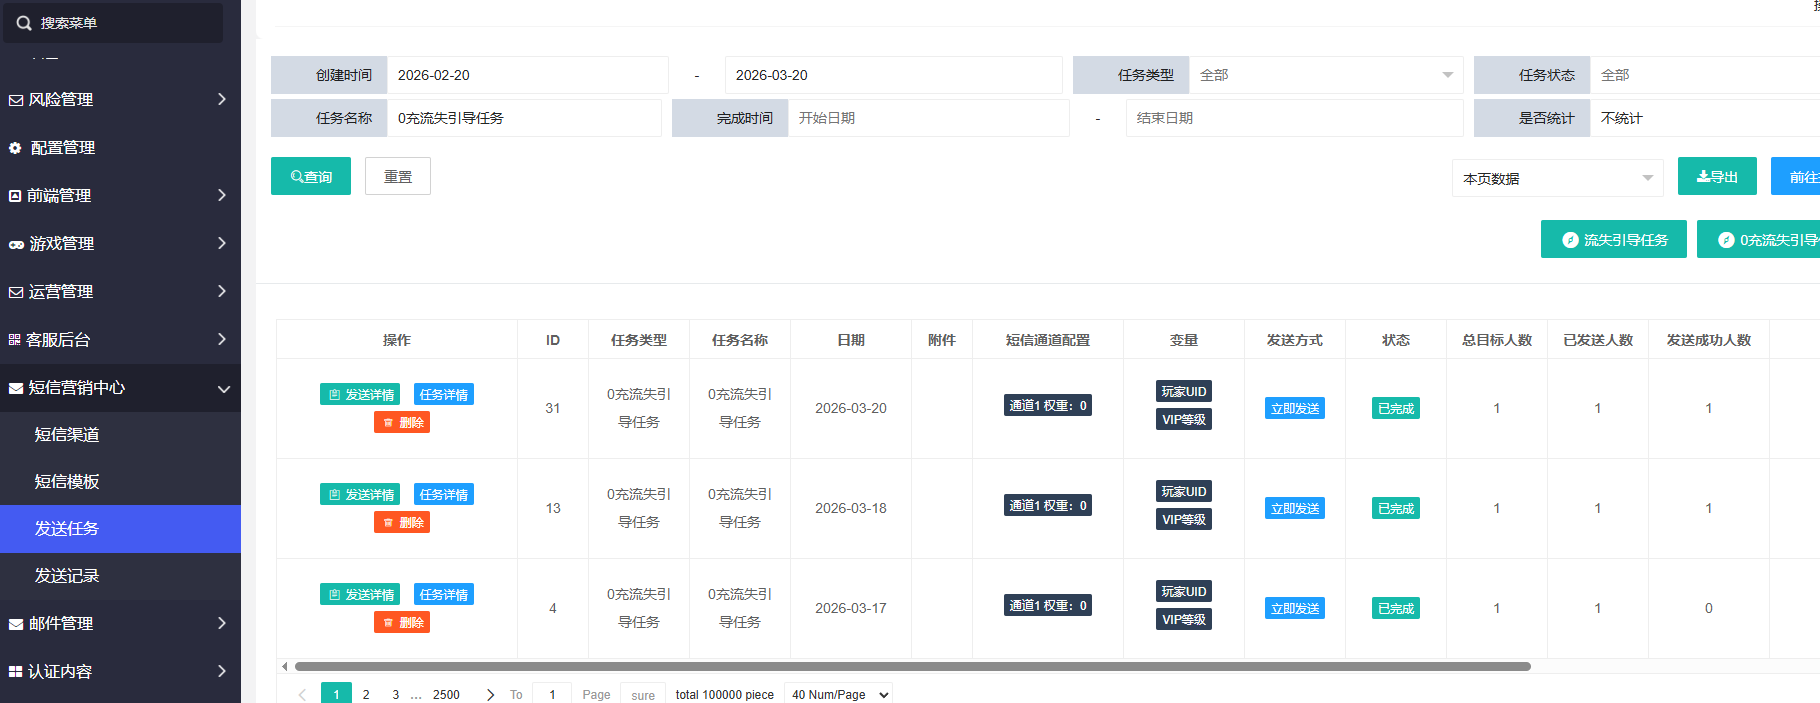 搜索菜单
风险管理
配置管理
前端管理
游戏管理
运营管理
客服后台
短信营销中心
短信渠道
短信模板
发送任务
发送记录
邮件管理
认证内容
创建时间 2026-02-20 - 2026-03-20 任务类型 全部 任务状态 全部
任务名称 0充流失引导任务 完成时间 开始日期 - 结束日期 是否统计 不统计
查询 重置 本页数据 导出 前往
流失引导任务 0充流失引导
操作 ID 任务类型 任务名称 日期 附件 短信通道配置 变量 发送方式 状态 总目标人数 已发送人数 发送成功人数
发送详情 任务详情 删除 31 0充流失引导任务 0充流失引导任务 2026-03-20 通道1 权重：0 玩家UID VIP等级 立即发送 已完成 1 1 1
发送详情 任务详情 删除 13 0充流失引导任务 0充流失引导任务 2026-03-18 通道1 权重：0 玩家UID VIP等级 立即发送 已完成 1 1 1
发送详情 任务详情 删除 4 0充流失引导任务 0充流失引导任务 2026-03-17 通道1 权重：0 玩家UID VIP等级 立即发送 已完成 1 1 0
1 2 3 … 2500 To 1 Page sure total 100000 piece 40 Num/Page